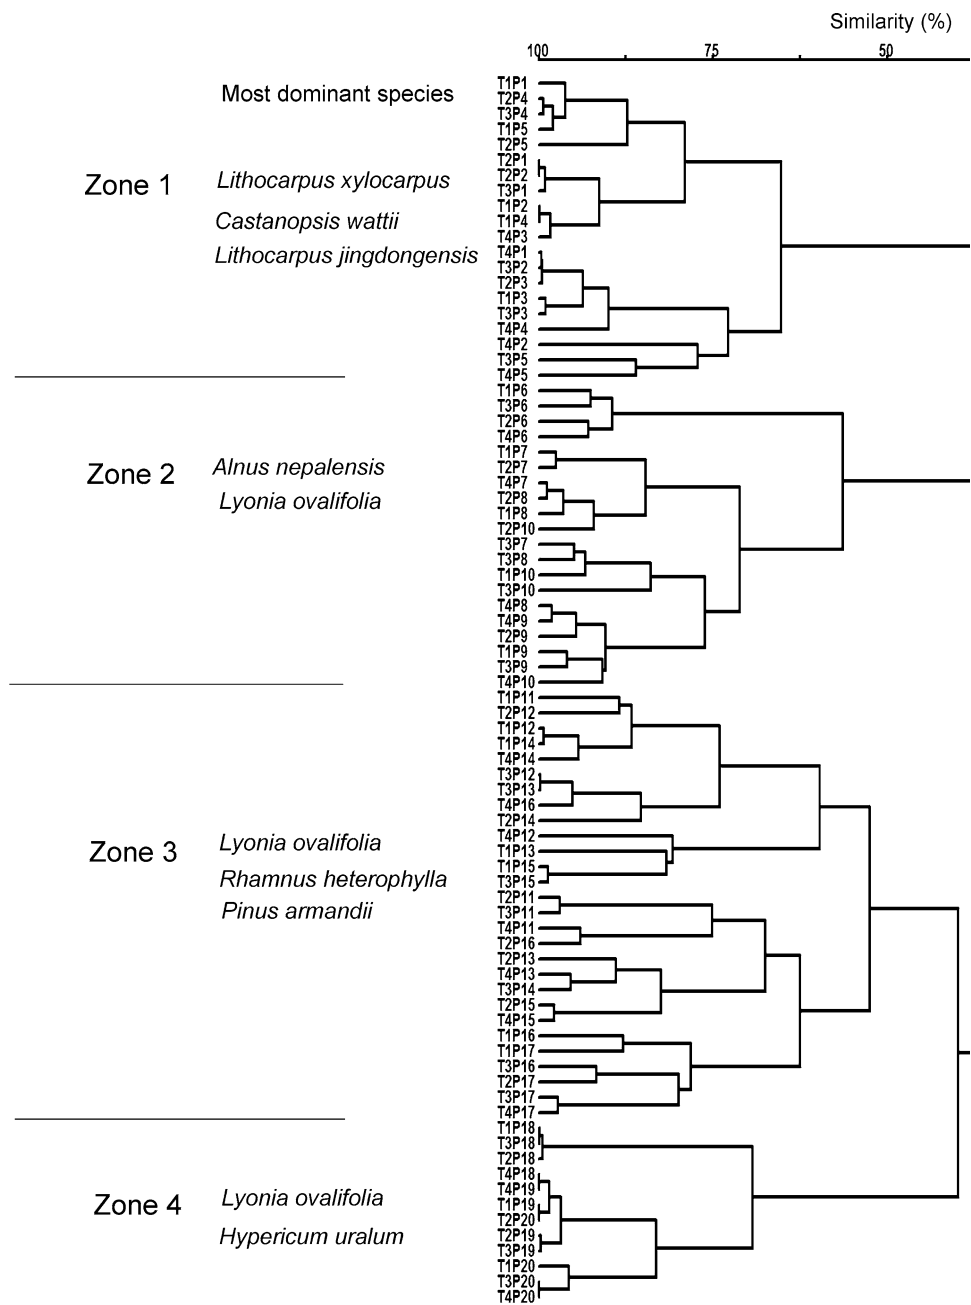 Similarity (%)
100 75 50
Most dominant species
T1P1
T2P4
T3P4
T1P5
T2P5
T2P1
Zone 1
Lithocarpus xylocarpus
T2P2
T3P1
T1P2
Castanopsis wattii
T1P4
T4P3
Lithocarpus jingdongensis
T4P1
T3P2
T2P3
T1P3
T3P3
T4P4
T4P2
T3P5
T4P5
T1P6
T3P6
T2P6
T4P6
T1P7
Zone 2
Alnus nepalensis
T2P7
T4P7
Lyonia ovalifolia
T2P8
T1P8
T2P10
T3P7
T3P8
T1P10
T3P10
T4P8
T4P9
T2P9
T1P9
T3P9
T4P10
T1P11
T2P12
T1P12
T1P14
T4P14
T3P12
T3P13
T4P16
T2P14
T4P12
Zone 3
Lyonia ovalifolia
T1P13
T1P15
Rhamnus heterophylla
T3P15
T2P11
Pinus armandii
T3P11
T4P11
T2P16
T2P13
T4P13
T3P14
T2P15
T4P15
T1P16
T1P17
T3P16
T2P17
T3P17
T4P17
T1P18
T3P18
T2P18
T4P18
T4P19
Zone 4
Lyonia ovalifolia
T1P19
T2P20
Hypericum uralum
T2P19
T3P19
T1P20
T3P20
T4P20